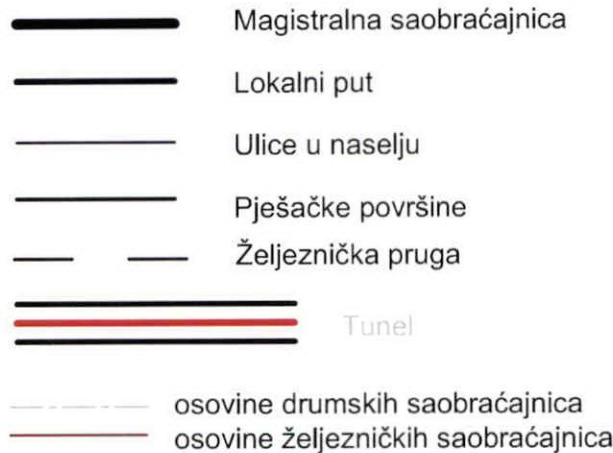 Magistralna saobraćajnica
Lokalni put
Ulice u naselju
Pješačke površine
Željeznička pruga
Tunel
osovine drumskih saobraćajnica
osovine željezničkih saobraćajnica